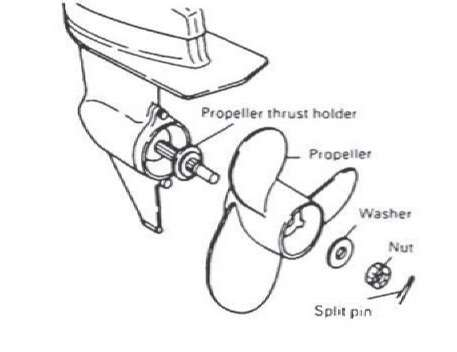 Propeller thrust holder
Propeller
Washer
Nut
Split pin